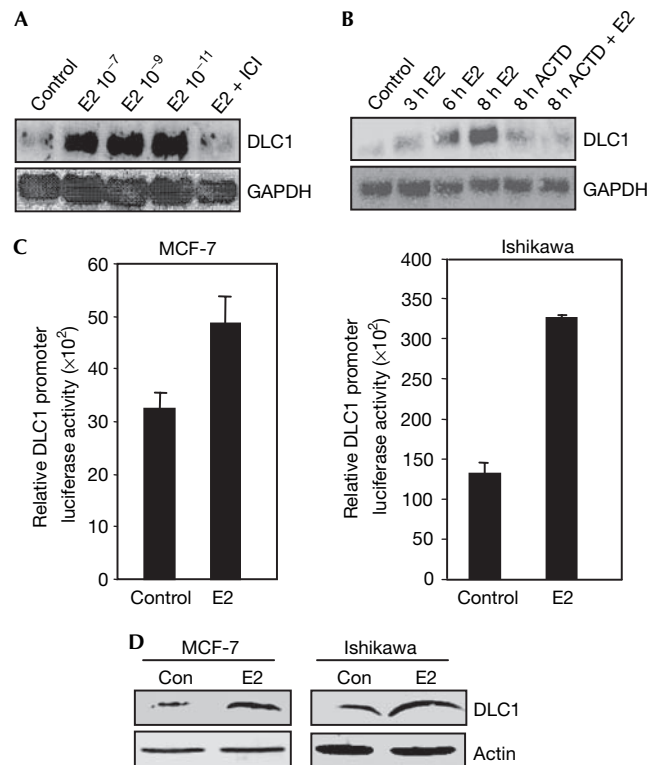 A
Control
E2 10⁻⁷
E2 10⁻⁹
E2 10⁻¹¹
E2 + ICI
DLC1
GAPDH
B
Control
3 h E2
6 h E2
8 h E2
8 h ACTD
8 h ACTD + E2
DLC1
GAPDH
C
MCF-7
Relative DLC1 promoter
luciferase activity (×10²)
60
50
40
30
20
10
0
Control E2
Ishikawa
Relative DLC1 promoter
luciferase activity (×10²)
400
350
300
250
200
150
100
50
0
Control E2
D
MCF-7 Ishikawa
Con E2 Con E2
DLC1
Actin